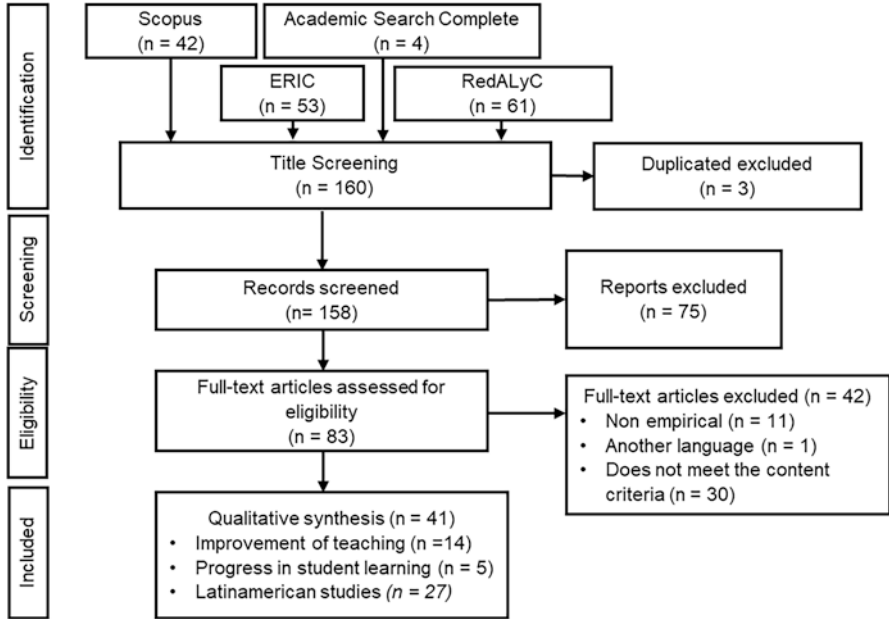 Scopus
(n = 42)
Academic Search Complete
(n = 4)
ERIC
(n = 53)
RedALyC
(n = 61)
Identification
Title Screening
(n = 160)
Duplicated excluded
(n = 3)
Screening
Records screened
(n= 158)
Reports excluded
(n = 75)
Eligibility
Full-text articles assessed for
eligibility
(n = 83)
Full-text articles excluded (n = 42)
• Non empirical (n = 11)
• Another language (n = 1)
• Does not meet the content
criteria (n = 30)
Included
Qualitative synthesis (n = 41)
• Improvement of teaching (n =14)
• Progress in student learning (n = 5)
• Latinamerican studies (n = 27)